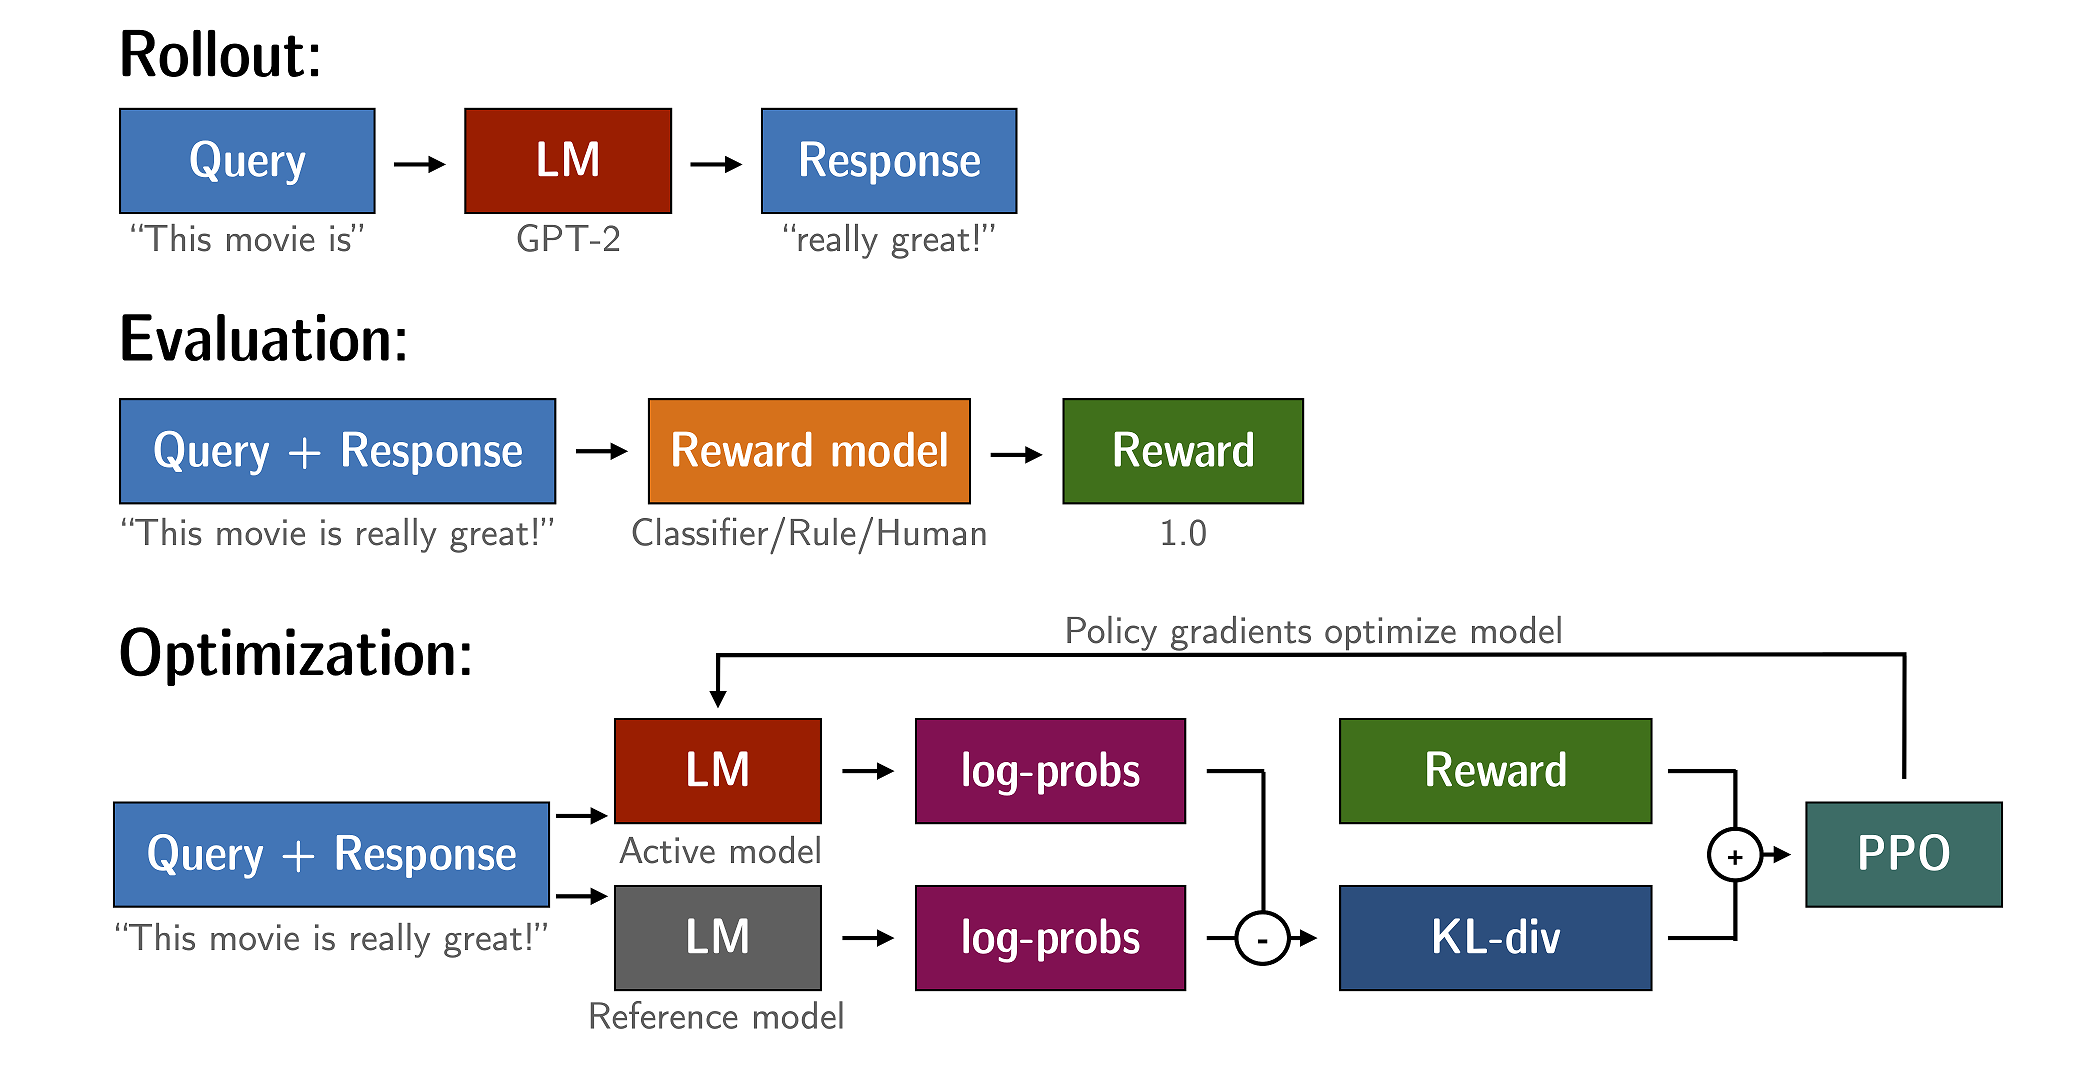 Rollout:
Query
LM
Response
“This movie is”
GPT-2
“really great!”
Evaluation:
Query + Response
Reward model
Reward
“This movie is really great!”
Classifier/Rule/Human
1.0
Optimization:
Policy gradients optimize model
LM
log-probs
Reward
Active model
Query + Response
+
PPO
“This movie is really great!”
LM
log-probs
-
KL-div
Reference model